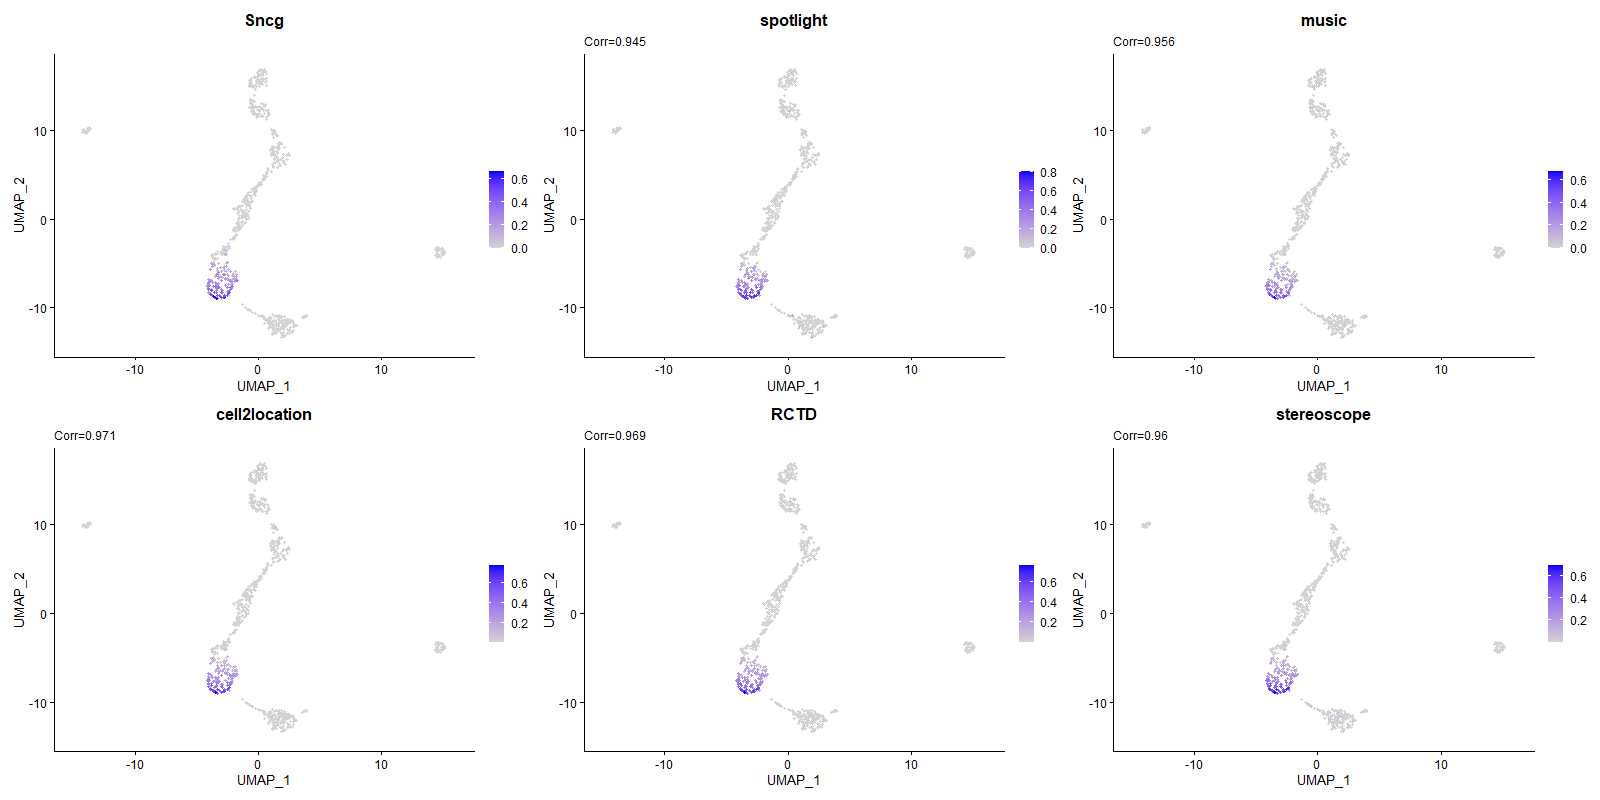 Sncg
UMAP_2
10
0
-10
-10
0
10
UMAP_1
0.6
0.4
0.2
0.0
spotlight
Corr=0.945
UMAP_2
10
0
-10
-10
0
10
UMAP_1
0.8
0.6
0.4
0.2
0.0
music
Corr=0.956
UMAP_2
10
0
-10
-10
0
10
UMAP_1
0.6
0.4
0.2
0.0
cell2location
Corr=0.971
UMAP_2
10
0
-10
-10
0
10
UMAP_1
0.6
0.4
0.2
RCTD
Corr=0.969
UMAP_2
10
0
-10
-10
0
10
UMAP_1
0.6
0.4
0.2
stereoscope
Corr=0.96
UMAP_2
10
0
-10
-10
0
10
UMAP_1
0.6
0.4
0.2